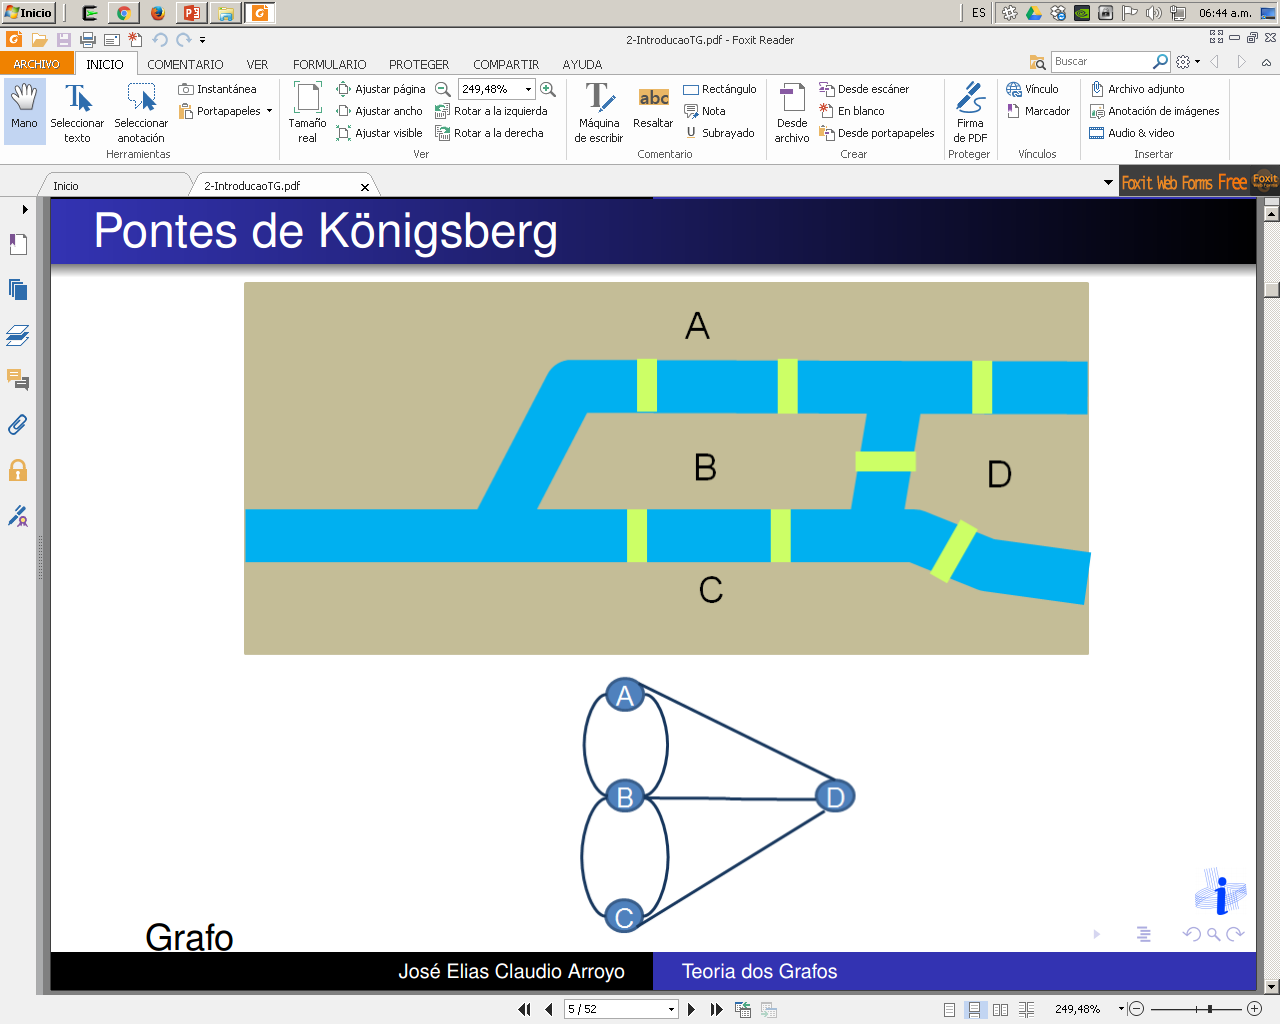 Inicio
ES
06:44 a.m.
2-IntroducaoTG.pdf - Foxit Reader
ARCHIVO INICIO COMENTARIO VER FORMULARIO PROTEGER COMPARTIR AYUDA
Buscar
Mano
Seleccionar texto
Seleccionar anotación
Instantánea
Portapapeles
Herramientas
Tamaño real
Ajustar página
Ajustar ancho
Ajustar visible
249,48%
Rotar a la izquierda
Rotar a la derecha
Ver
Máquina de escribir
abc
Resaltar
Rectángulo
Nota
U Subrayado
Comentario
Desde archivo
Desde escáner
En blanco
Desde portapapeles
Crear
Firma de PDF
Proteger
Vínculo
Marcador
Vínculos
Archivo adjunto
Anotación de imágenes
Audio & video
Insertar
Inicio
2-IntroducaoTG.pdf
Foxit Web Forms Free
Foxit
Pontes de Königsberg
A
B
D
C
A
B
D
C
i
Grafo
José Elias Claudio Arroyo
Teoria dos Grafos
5 / 52
249,48%